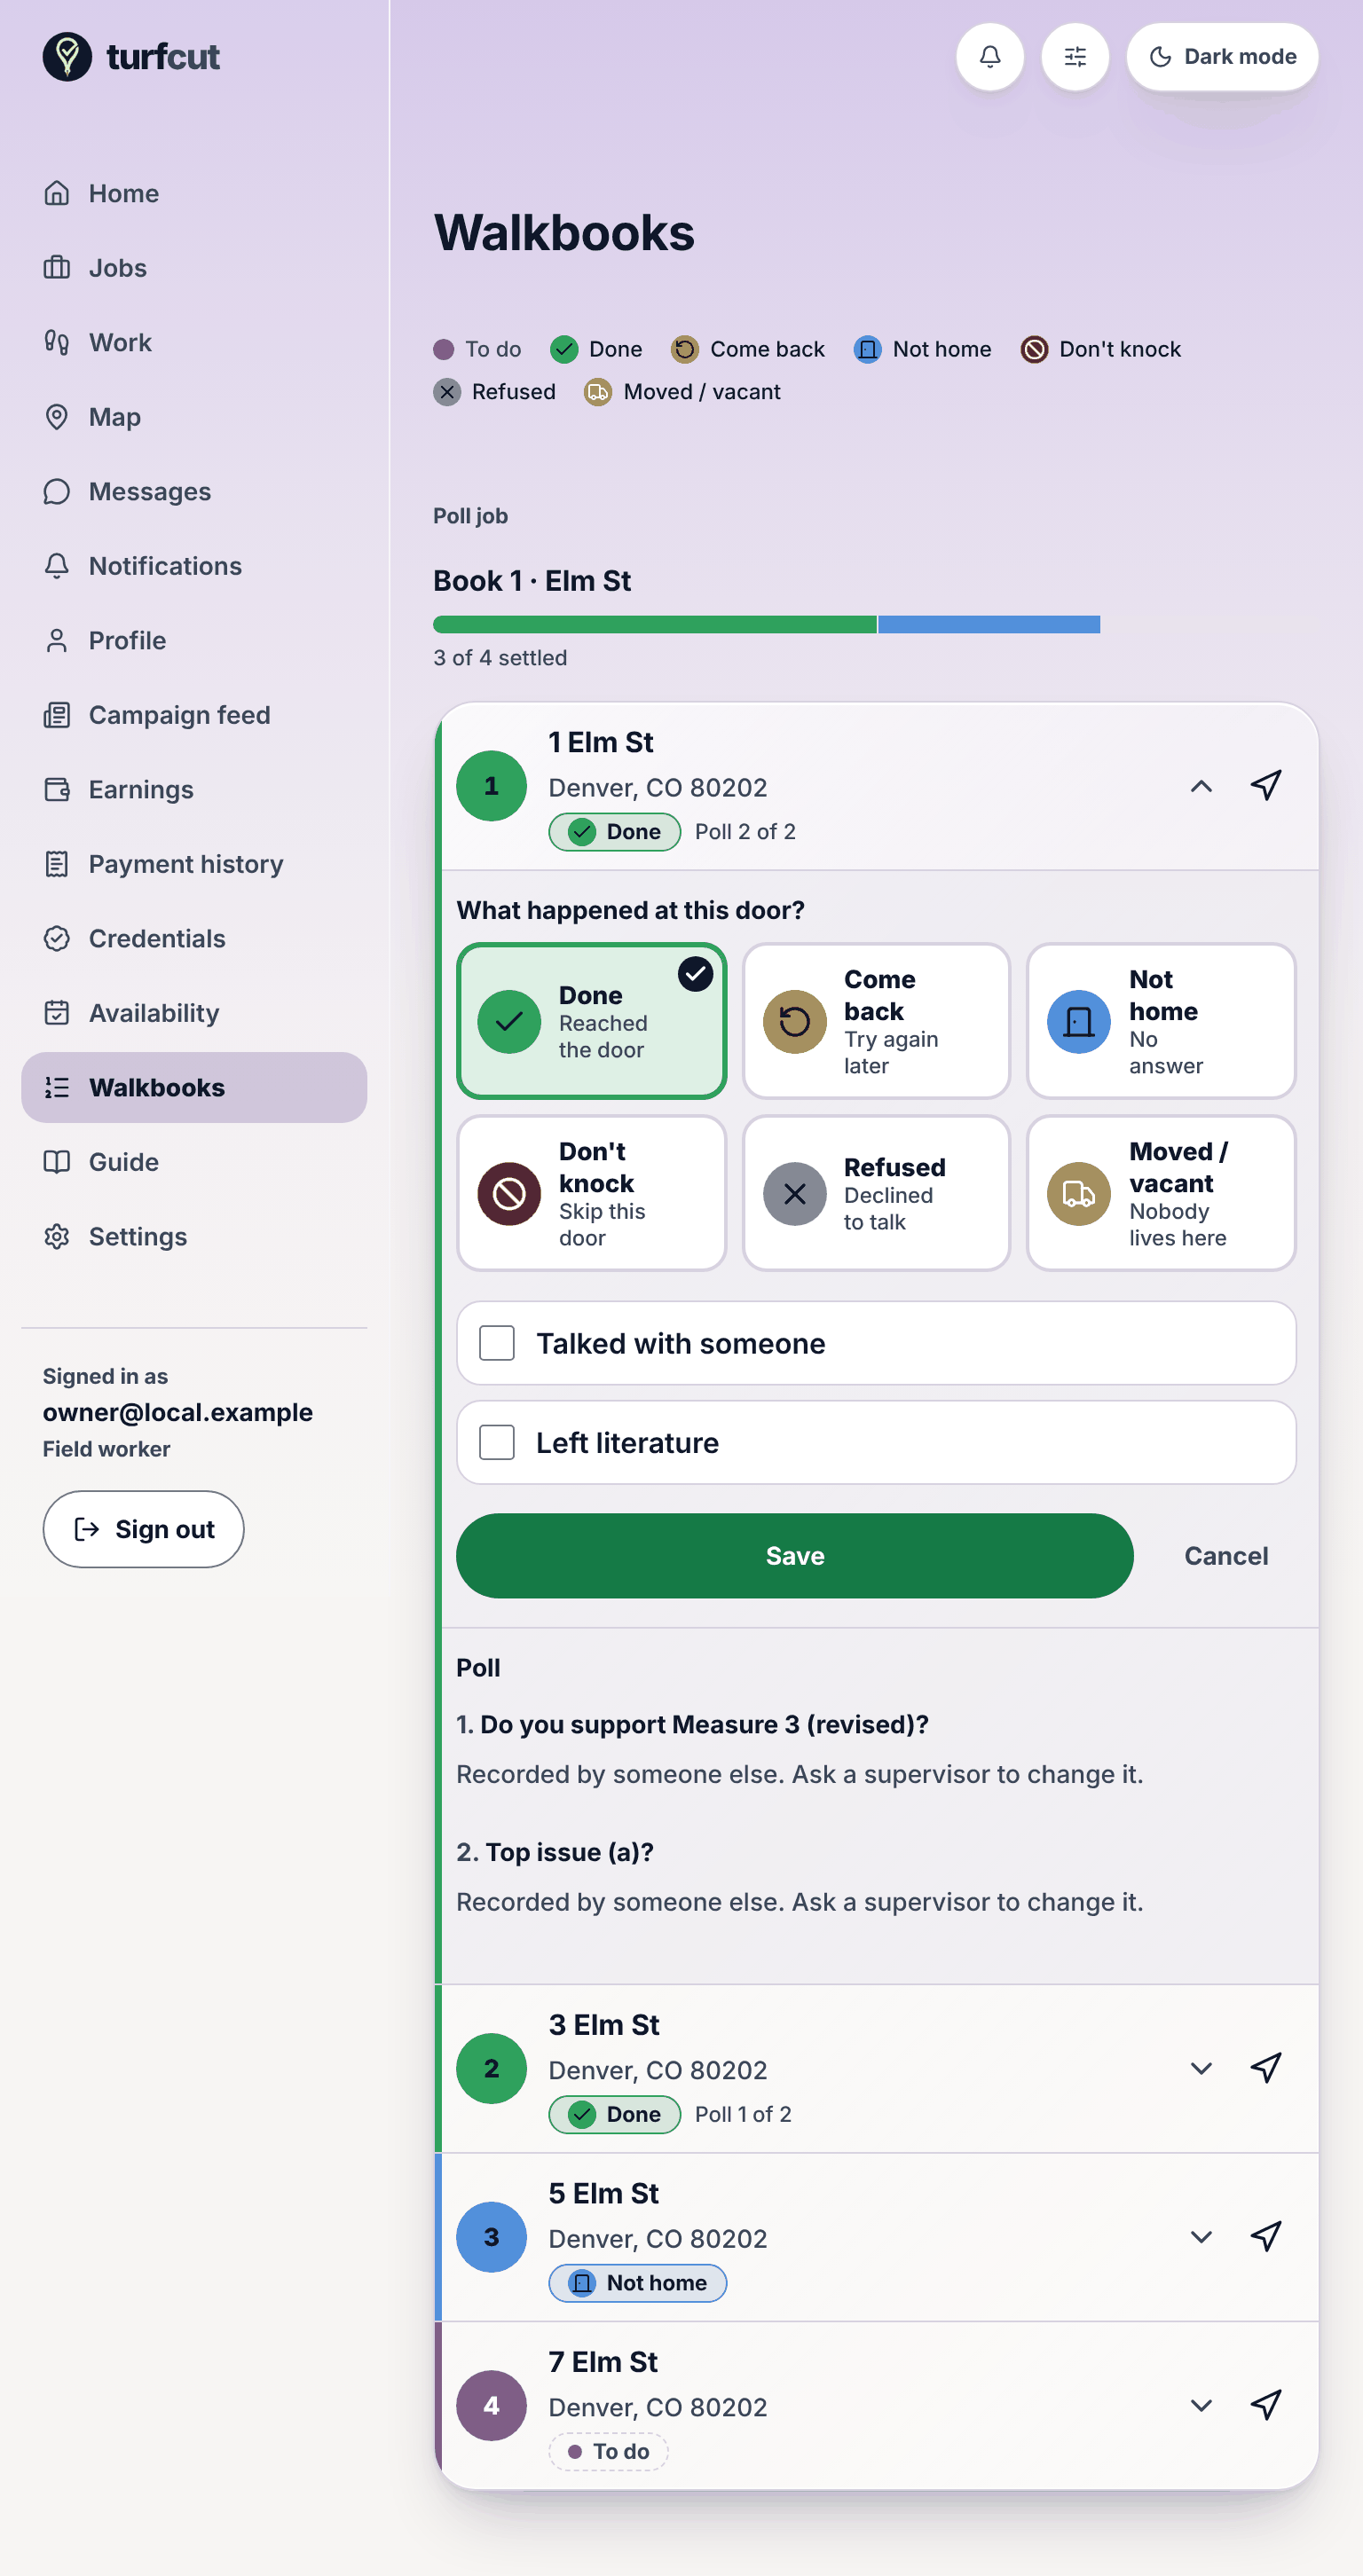 turfcut
Dark mode
Home
Jobs
Work
Map
Messages
Notifications
Profile
Campaign feed
Earnings
Payment history
Credentials
Availability
Walkbooks
Guide
Settings
Signed in as
owner@local.example
Field worker
Sign out
Walkbooks
To do
Done
Come back
Not home
Don't knock
Refused
Moved / vacant
Poll job
Book 1 · Elm St
3 of 4 settled
1
1 Elm St
Denver, CO 80202
Done
Poll 2 of 2
What happened at this door?
Done
Reached
the door
Come
back
Try again
later
Not
home
No
answer
Don't
knock
Skip this
door
Refused
Declined
to talk
Moved /
vacant
Nobody
lives here
Talked with someone
Left literature
Save
Cancel
Poll
1. Do you support Measure 3 (revised)?
Recorded by someone else. Ask a supervisor to change it.
2. Top issue (a)?
Recorded by someone else. Ask a supervisor to change it.
2
3 Elm St
Denver, CO 80202
Done
Poll 1 of 2
3
5 Elm St
Denver, CO 80202
Not home
4
7 Elm St
Denver, CO 80202
To do